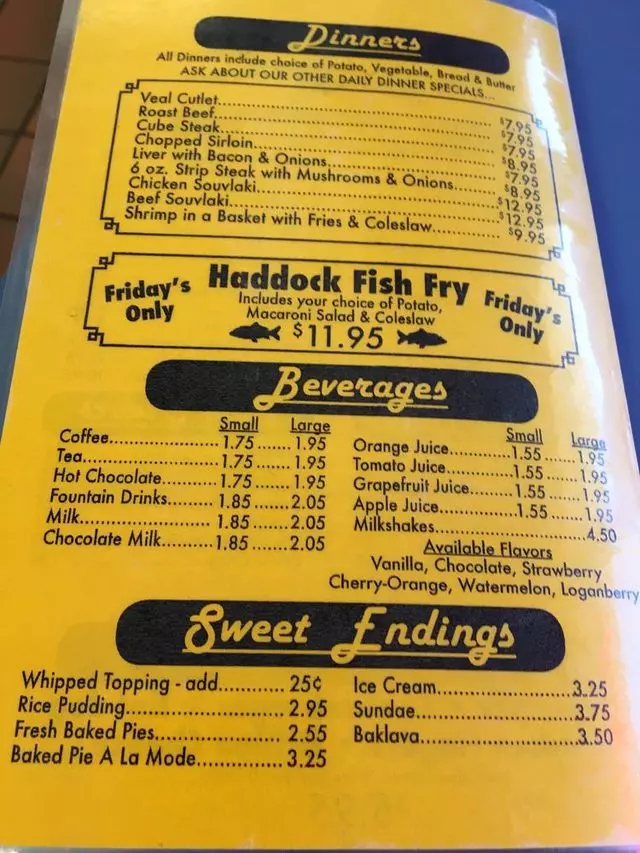 Dinners
All Dinners include choice of Potato, Vegetable, Bread & Butter
ASK ABOUT OUR OTHER DAILY DINNER SPECIALS...
Veal Cutlet........ $7.95
Roast Beef........ $7.95
Cube Steak........ $7.95
Chopped Sirloin........ $8.95
Liver with Bacon & Onions........ $7.95
6 oz. Strip Steak with Mushrooms & Onions........ $8.95
Chicken Souvlaki........ $12.95
Beef Souvlaki........ $12.95
Shrimp in a Basket with Fries & Coleslaw........ $9.95
Friday's Only
Haddock Fish Fry
Includes your choice of Potato,
Macaroni Salad & Coleslaw
$11.95
Friday's Only
Beverages
Small Large
Coffee........ 1.75 ....... 1.95
Tea........ 1.75 ....... 1.95
Hot Chocolate........ 1.75 ....... 1.95
Fountain Drinks....... 1.85 ....... 2.05
Milk........ 1.85 ....... 2.05
Chocolate Milk.......... 1.85 ....... 2.05
Small Large
Orange Juice........ 1.55 ....... 1.95
Tomato Juice........ 1.55 ....... 1.95
Grapefruit Juice........ 1.55 ....... 1.95
Apple Juice........ 1.55 ....... 1.95
Milkshakes........ 4.50
Available Flavors
Vanilla, Chocolate, Strawberry
Cherry-Orange, Watermelon, Loganberry
Sweet Endings
Whipped Topping - add........... 25¢
Rice Pudding........ 2.95
Fresh Baked Pies........ 2.55
Baked Pie A La Mode.............. 3.25
Ice Cream........ 3.25
Sundae........ 3.75
Baklava........ 3.50